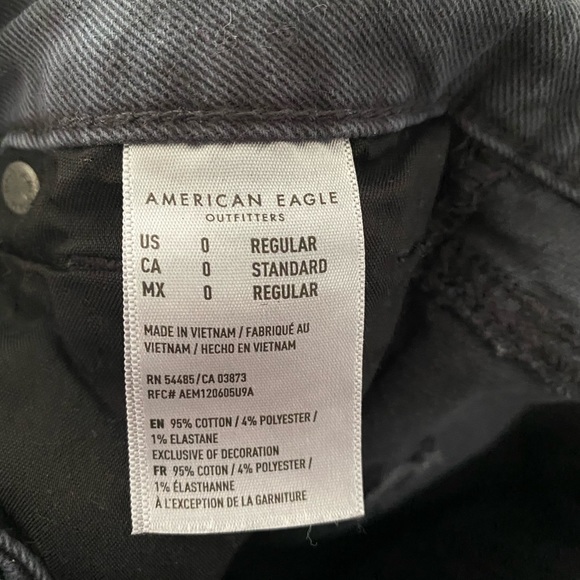 AMERICAN EAGLE
OUTFITTERS
US 0 REGULAR
CA 0 STANDARD
MX 0 REGULAR
MADE IN VIETNAM / FABRIQUÉ AU
VIETNAM / HECHO EN VIETNAM
RN 54485/CA 03873
RFC# AEM120605U9A
EN 95% COTTON / 4% POLYESTER /
1% ELASTANE
EXCLUSIVE OF DECORATION
FR 95% COTON / 4% POLYESTER /
1% ÉLASTHANNE
À L'EXCEPTION DE LA GARNITURE